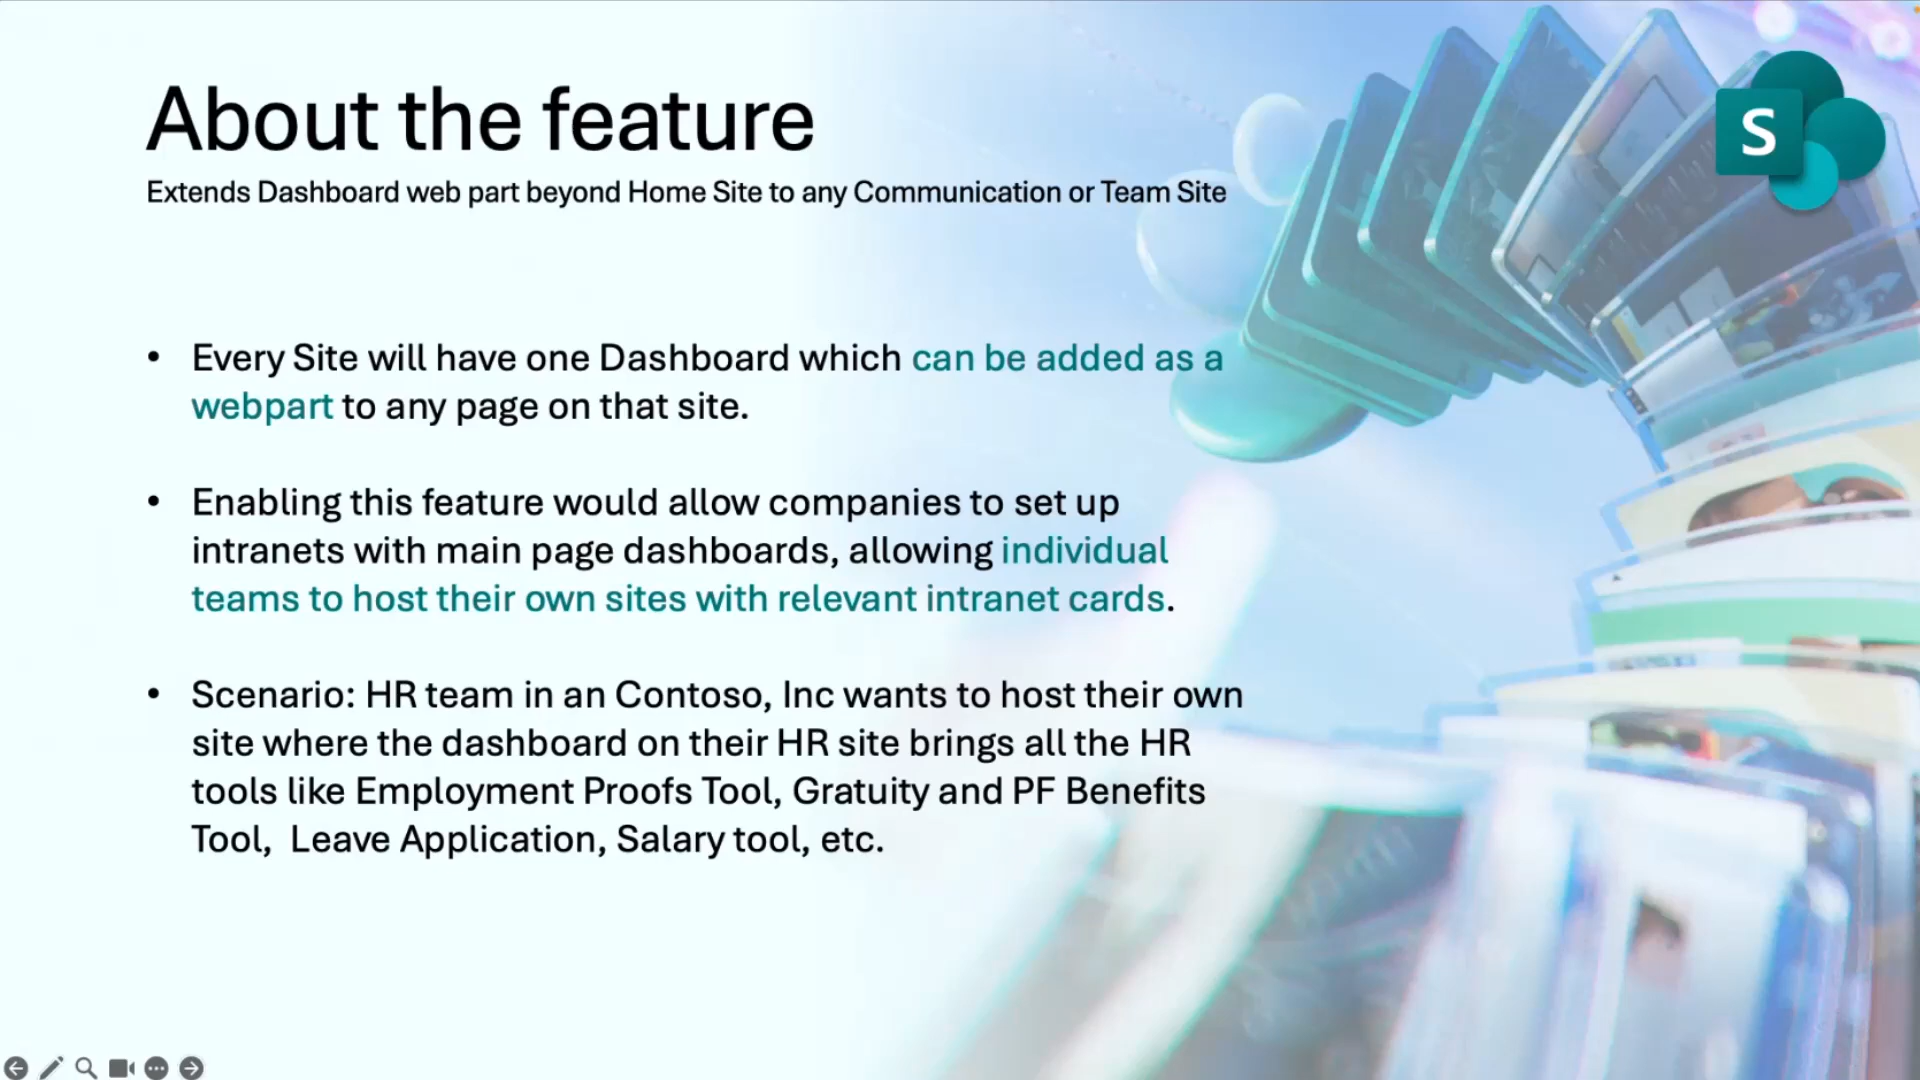 About the feature
Extends Dashboard web part beyond Home Site to any Communication or Team Site
S
• Every Site will have one Dashboard which can be added as a
webpart to any page on that site.
• Enabling this feature would allow companies to set up
intranets with main page dashboards, allowing individual
teams to host their own sites with relevant intranet cards.
• Scenario: HR team in an Contoso, Inc wants to host their own
site where the dashboard on their HR site brings all the HR
tools like Employment Proofs Tool, Gratuity and PF Benefits
Tool,  Leave Application, Salary tool, etc.